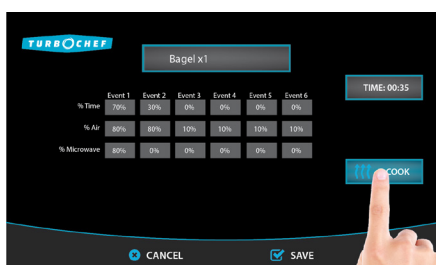 TURBOCHEF
Bagel x1
TIME: 00:35
Event 1 Event 2 Event 3 Event 4 Event 5 Event 6
% Time 70% 30% 0% 0% 0% 0%
% Air 80% 80% 10% 10% 10% 10%
% Microwave 80% 0% 0% 0% 0% 0%
COOK
CANCEL SAVE